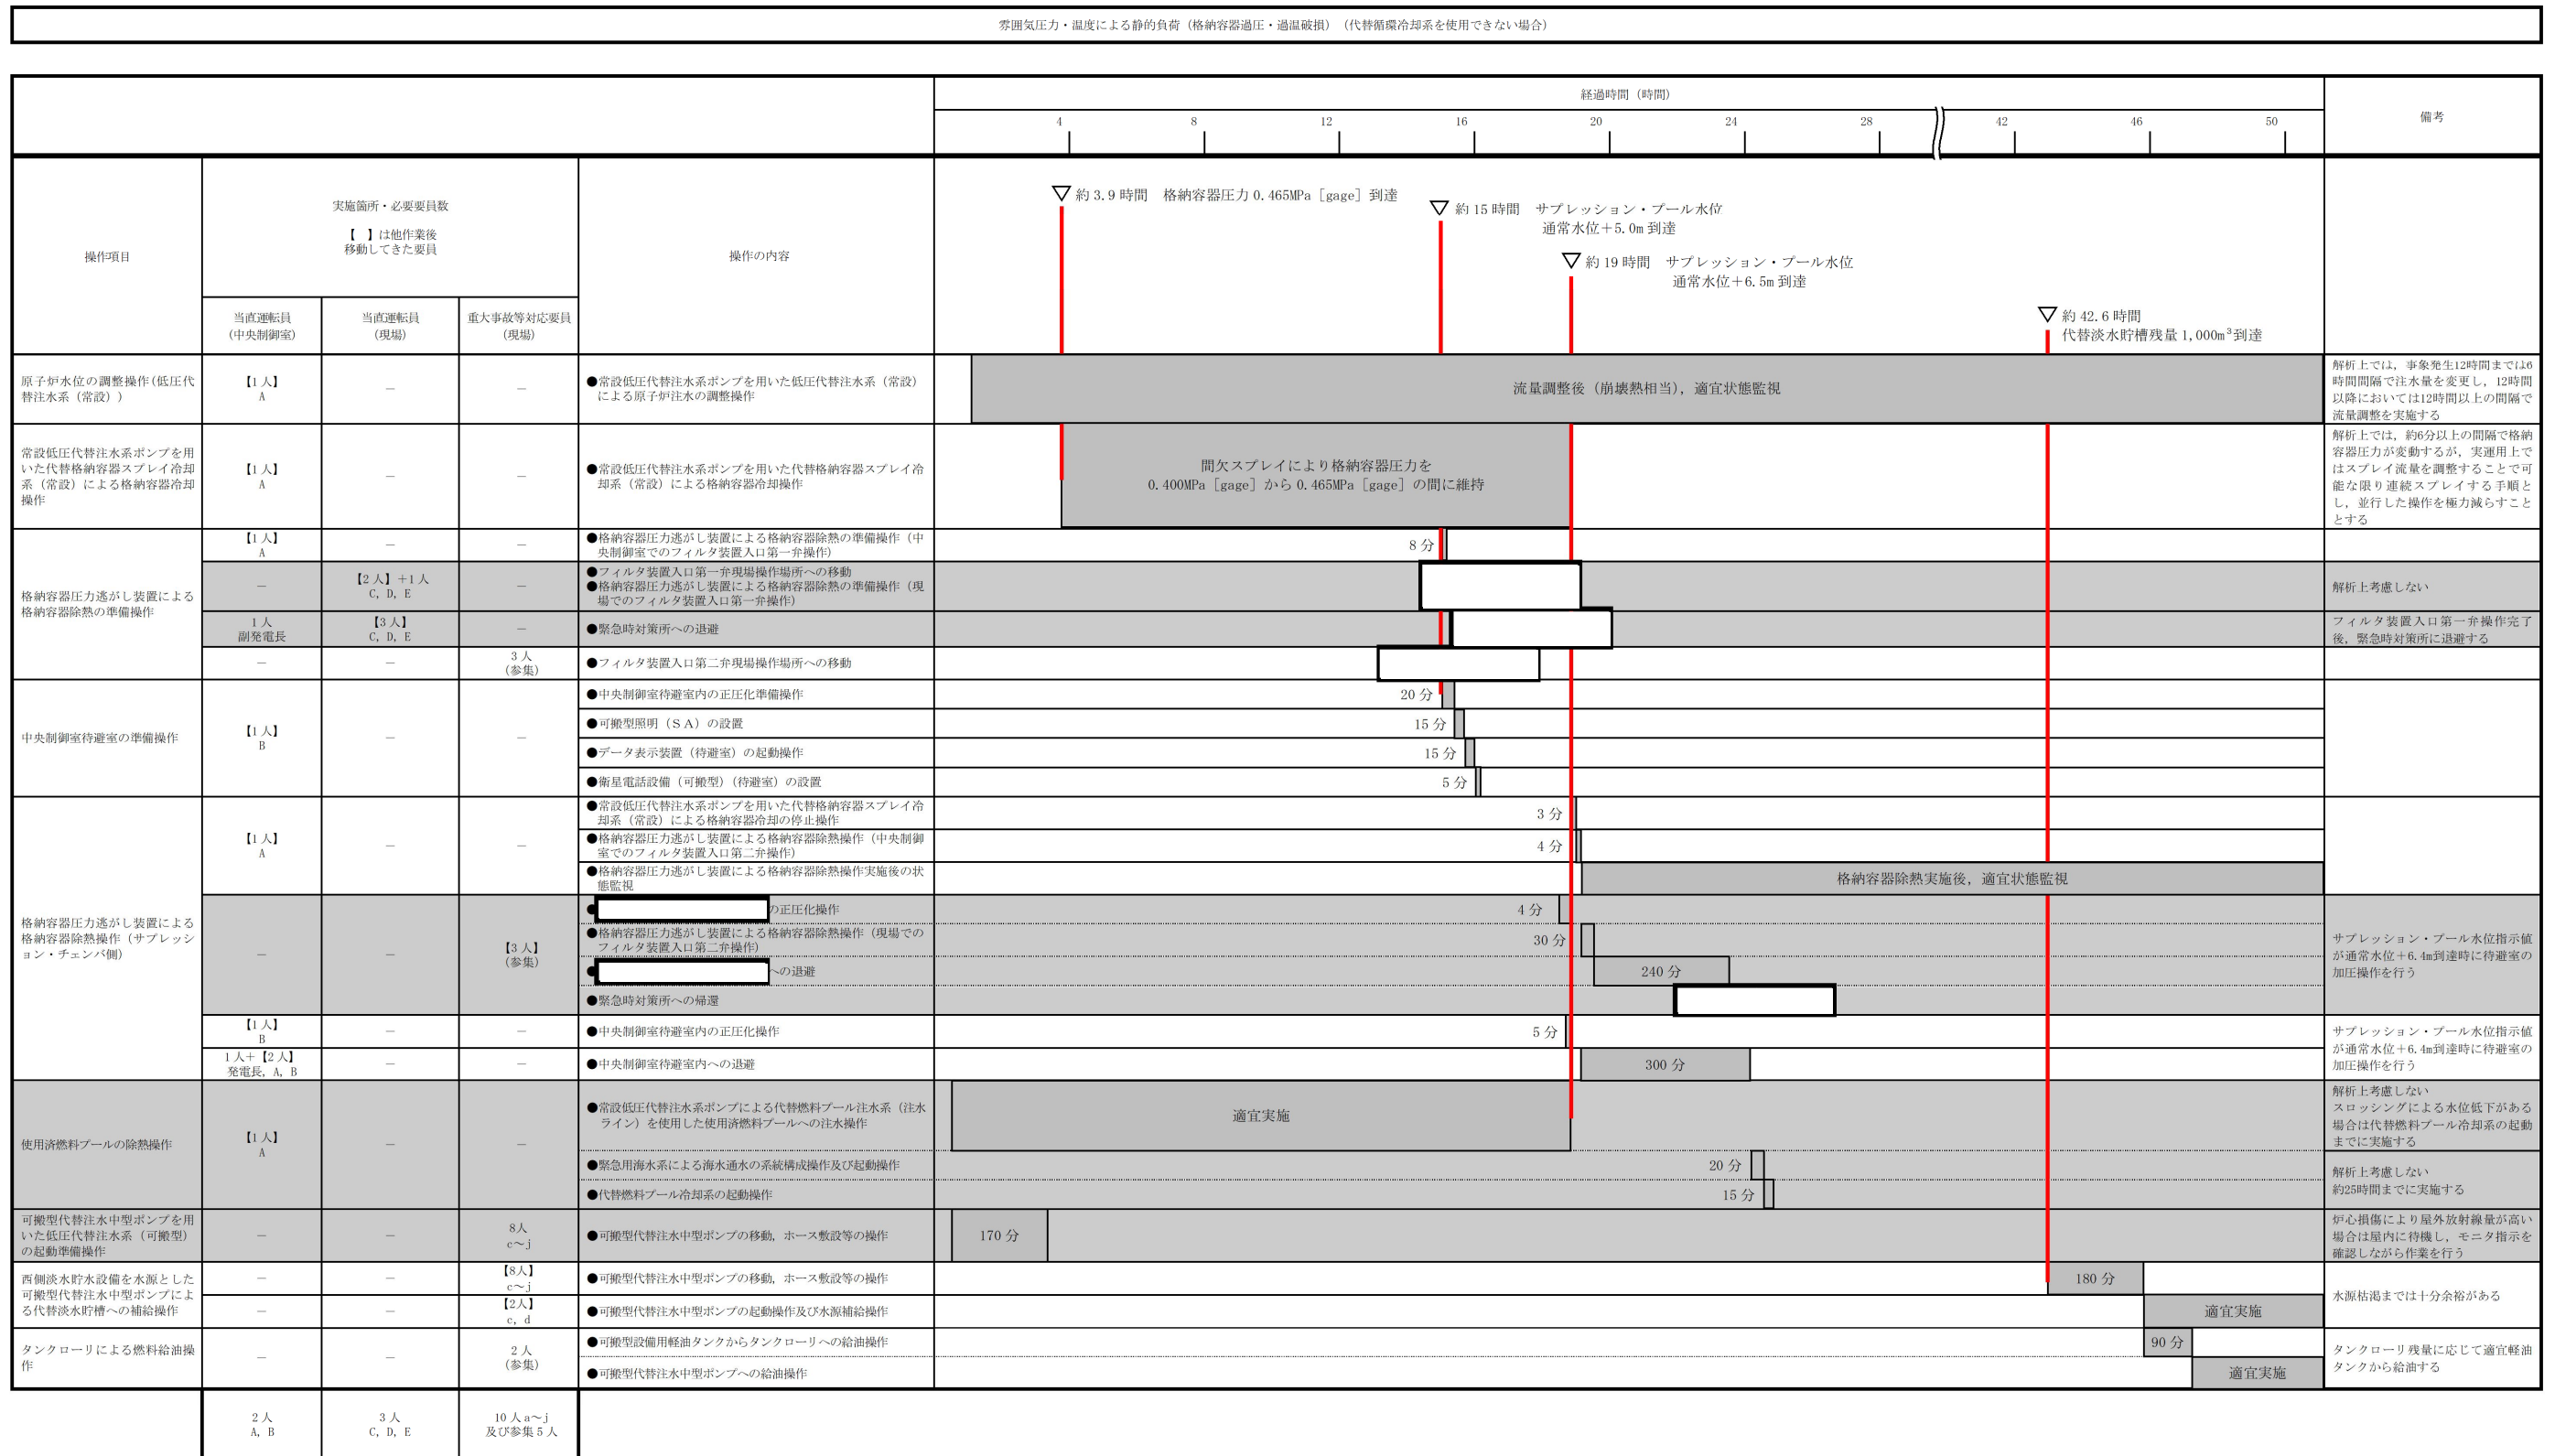 雰囲気圧力・温度による静的負荷（格納容器過圧・過温破損）（代替循環冷却系を使用できない場合）
経過時間（時間）
備考
4 8 12 16 20 24 28 42 46 50
操作項目
実施箇所・必要要員数
【　】は他作業後
移動してきた要員
操作の内容
当直運転員
（中央制御室）
当直運転員
（現場）
重大事故等対応要員
（現場）
▽約3.9時間　格納容器圧力0.465MPa［gage］到達
▽約15時間　サプレッション・プール水位
通常水位＋5.0m到達
▽約19時間　サプレッション・プール水位
通常水位＋6.5m到達
▽約42.6時間
代替淡水貯槽残量1,000m³到達
原子炉水位の調整操作（低圧代
替注水系（常設））
【1人】
A
－
－
●常設低圧代替注水系ポンプを用いた低圧代替注水系（常設）
による原子炉注水の調整操作
流量調整後（崩壊熱相当），適宜状態監視
解析上では，事象発生12時間までは6
時間間隔で注水量を変更し，12時間
以降においては12時間以上の間隔で
流量調整を実施する
常設低圧代替注水系ポンプを用
いた代替格納容器スプレイ冷却
系（常設）による格納容器冷却
操作
【1人】
A
－
－
●常設低圧代替注水系ポンプを用いた代替格納容器スプレイ冷
却系（常設）による格納容器冷却操作
間欠スプレイにより格納容器圧力を
0.400MPa［gage］から0.465MPa［gage］の間に維持
解析上では，約6分以上の間隔で格納
容器圧力が変動するが，実運用上で
はスプレイ流量を調整することで可
能な限り連続スプレイする手順と
し，並行した操作を極力減らすこと
とする
格納容器圧力逃がし装置による
格納容器除熱の準備操作
【1人】
A
－
－
●格納容器圧力逃がし装置による格納容器除熱の準備操作（中
央制御室でのフィルタ装置入口第一弁操作）
8分
－
【2人】＋1人
C, D, E
－
●フィルタ装置入口第一弁現場操作場所への移動
●格納容器圧力逃がし装置による格納容器除熱の準備操作（現
場でのフィルタ装置入口第一弁操作）
解析上考慮しない
1人
副発電長
【3人】
C, D, E
－
●緊急時対策所への退避
フィルタ装置入口第一弁操作完了
後，緊急時対策所に退避する
－
－
3人
（参集）
●フィルタ装置入口第二弁現場操作場所への移動
中央制御室待避室の準備操作
【1人】
B
－
－
●中央制御室待避室内の正圧化準備操作
20分
●可搬型照明（ＳＡ）の設置
15分
●データ表示装置（待避室）の起動操作
15分
●衛星電話設備（可搬型）（待避室）の設置
5分
格納容器圧力逃がし装置による
格納容器除熱操作（サプレッシ
ョン・チェンバ側）
【1人】
A
－
－
●常設低圧代替注水系ポンプを用いた代替格納容器スプレイ冷
却系（常設）による格納容器冷却の停止操作
3分
●格納容器圧力逃がし装置による格納容器除熱操作（中央制御
室でのフィルタ装置入口第二弁操作）
4分
●格納容器圧力逃がし装置による格納容器除熱操作実施後の状
態監視
格納容器除熱実施後，適宜状態監視
－
－
【3人】
（参集）
●
の正圧化操作
4分
●格納容器圧力逃がし装置による格納容器除熱操作（現場での
フィルタ装置入口第二弁操作）
30分
●
への退避
240分
●緊急時対策所への帰還
サプレッション・プール水位指示値
が通常水位＋6.4m到達時に待避室の
加圧操作を行う
【1人】
B
－
－
●中央制御室待避室内の正圧化操作
5分
サプレッション・プール水位指示値
が通常水位＋6.4m到達時に待避室の
加圧操作を行う
1人＋【2人】
発電長, A, B
－
－
●中央制御室待避室内への退避
300分
使用済燃料プールの除熱操作
【1人】
A
－
－
●常設低圧代替注水系ポンプによる代替燃料プール注水系（注水
ライン）を使用した使用済燃料プールへの注水操作
適宜実施
解析上考慮しない
スロッシングによる水位低下がある
場合は代替燃料プール冷却系の起動
までに実施する
●緊急用海水系による海水通水の系統構成操作及び起動操作
20分
●代替燃料プール冷却系の起動操作
15分
解析上考慮しない
約25時間までに実施する
可搬型代替注水中型ポンプを用
いた低圧代替注水系（可搬型）
の起動準備操作
－
－
8人
c～j
●可搬型代替注水中型ポンプの移動，ホース敷設等の操作
170分
炉心損傷により屋外放射線量が高い
場合は屋内に待機し，モニタ指示を
確認しながら作業を行う
西側淡水貯水設備を水源とした
可搬型代替注水中型ポンプによ
る代替淡水貯槽への補給操作
－
－
【8人】
c～j
●可搬型代替注水中型ポンプの移動，ホース敷設等の操作
180分
－
－
【2人】
c, d
●可搬型代替注水中型ポンプの起動操作及び水源補給操作
適宜実施
水源枯渇までは十分余裕がある
タンクローリによる燃料給油操
作
－
－
2人
（参集）
●可搬型設備用軽油タンクからタンクローリへの給油操作
90分
●可搬型代替注水中型ポンプへの給油操作
適宜実施
タンクローリ残量に応じて適宜軽油
タンクから給油する
2人
A, B
3人
C, D, E
10人 a～j
及び参集5人